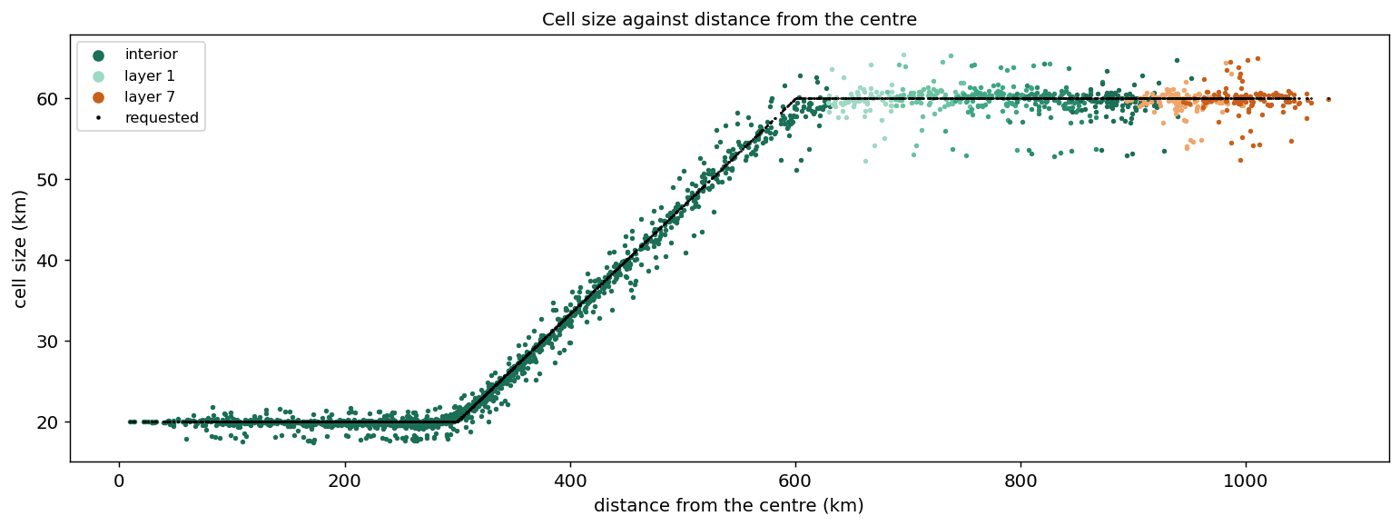 Cell size against distance from the centre
interior
layer 1
layer 7
requested
cell size (km)
60
50
40
30
20
0 200 400 600 800 1000
distance from the centre (km)